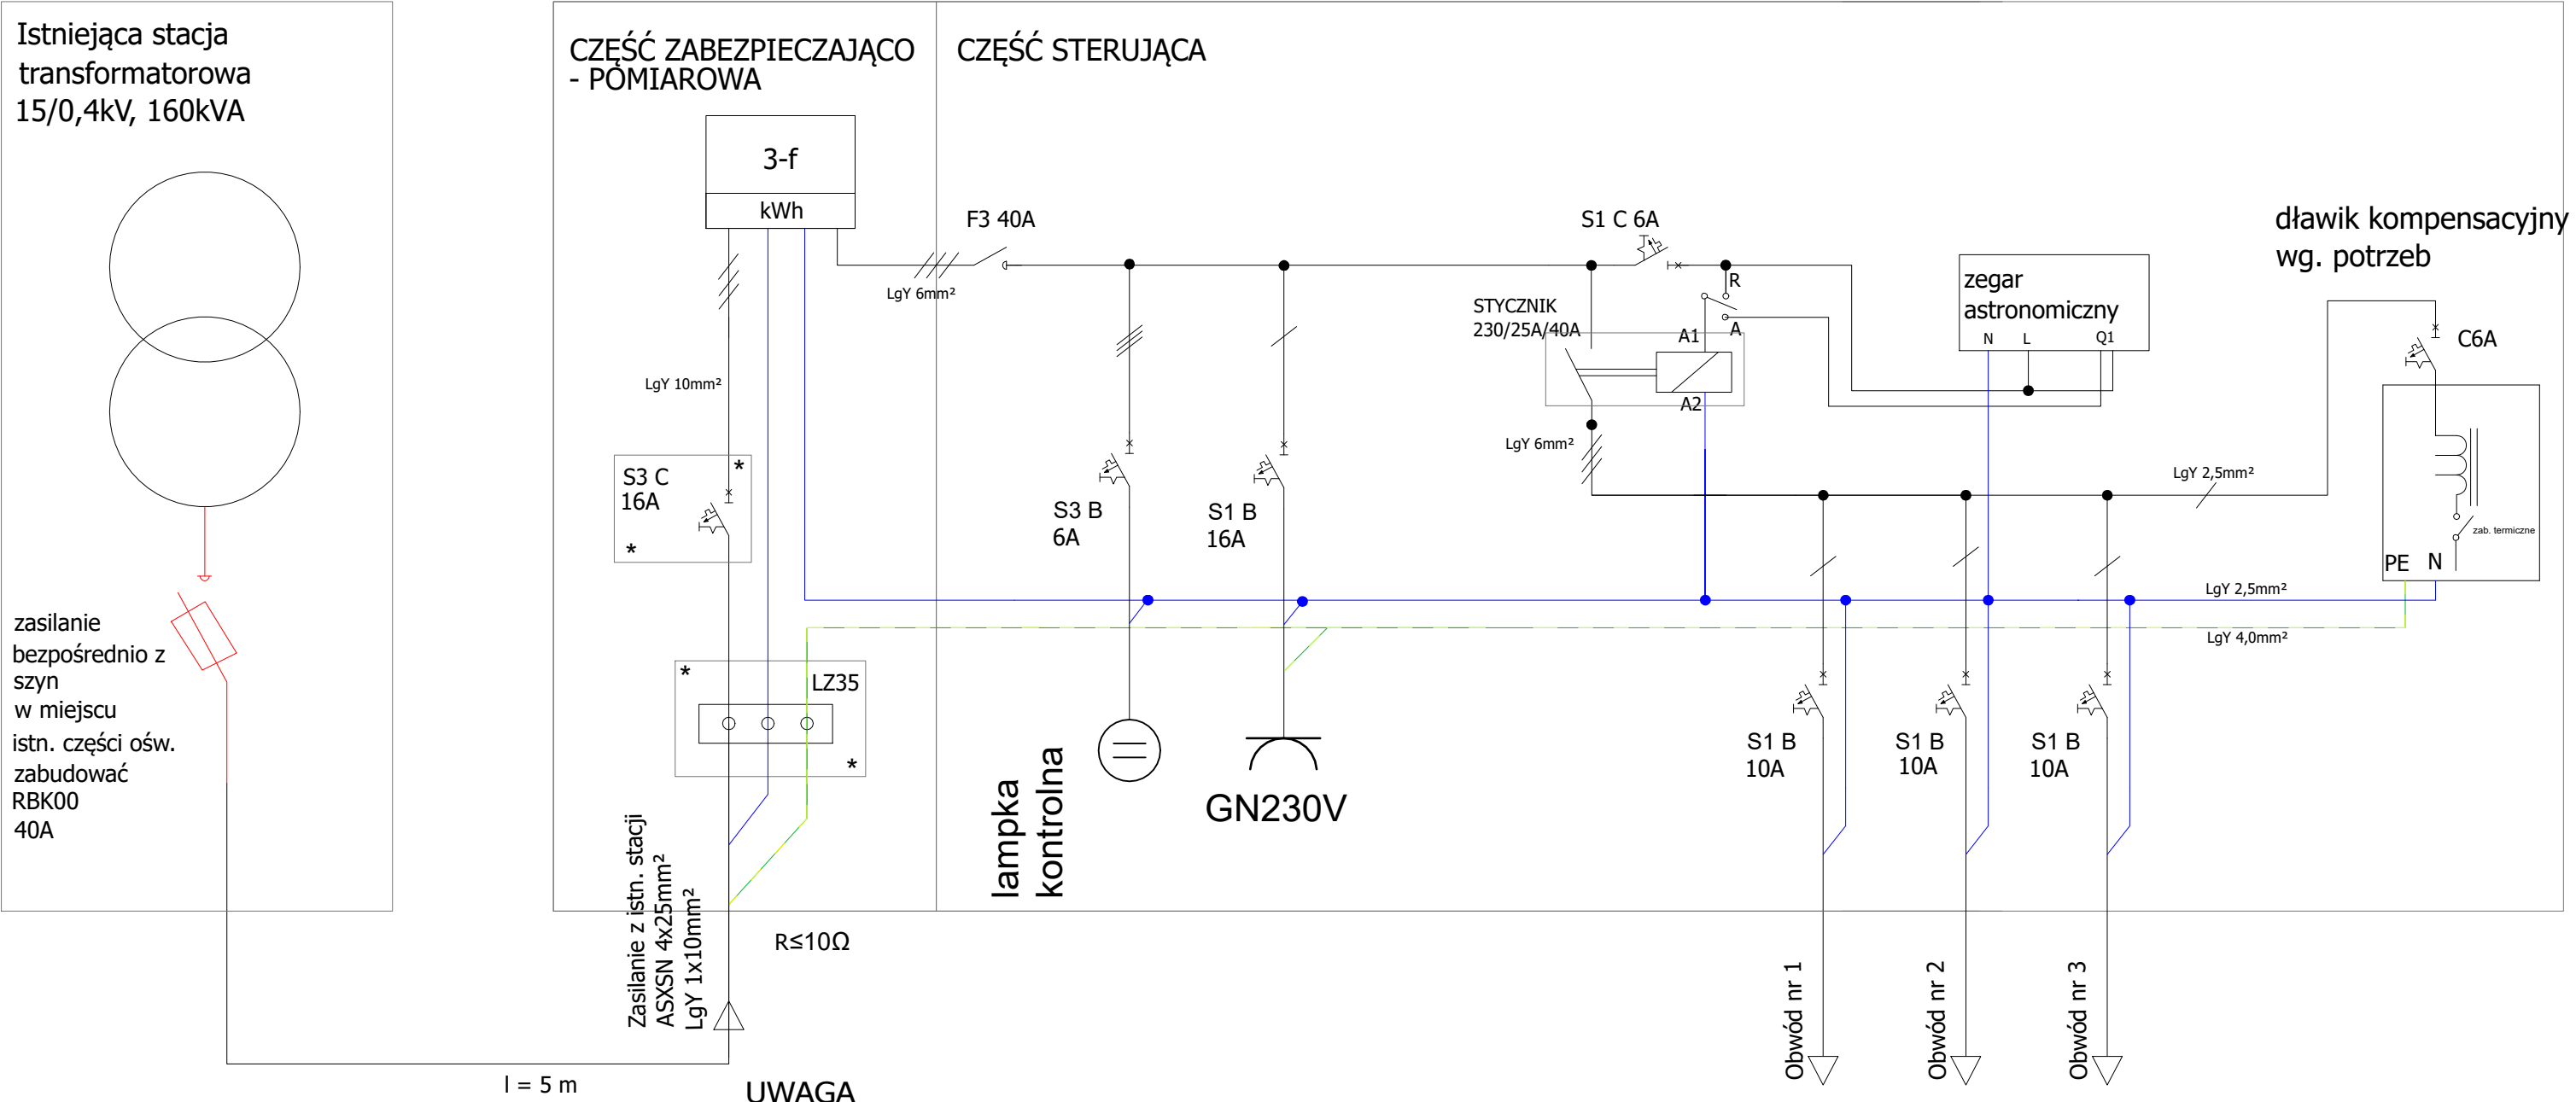 Istniejąca stacja
transformatorowa
15/0,4kV, 160kVA
zasilanie
bezpośrednio z
szyn
w miejscu
istn. części ośw.
zabudować
RBK00
40A
CZĘŚĆ ZABEZPIECZAJĄCO
- POMIAROWA
3-f
kWh
LgY 10mm²
S3 C
16A
*
*
*
LZ35
*
Zasilanie z istn. stacji
ASXSN 4x25mm²
LgY 1x10mm²
R≤10Ω
l = 5 m
UWAGA
CZĘŚĆ STERUJĄCA
F3 40A
LgY 6mm²
S3 B
6A
S1 B
16A
lampka
kontrolna
GN230V
S1 C 6A
R
A
STYCZNIK
230/25A/40A
A1
A2
LgY 6mm²
zegar
astronomiczny
N L Q1
dławik kompensacyjny
wg. potrzeb
C6A
LgY 2,5mm²
zab. termiczne
PE N
LgY 2,5mm²
LgY 4,0mm²
S1 B
10A
S1 B
10A
S1 B
10A
Obwód nr 1
Obwód nr 2
Obwód nr 3